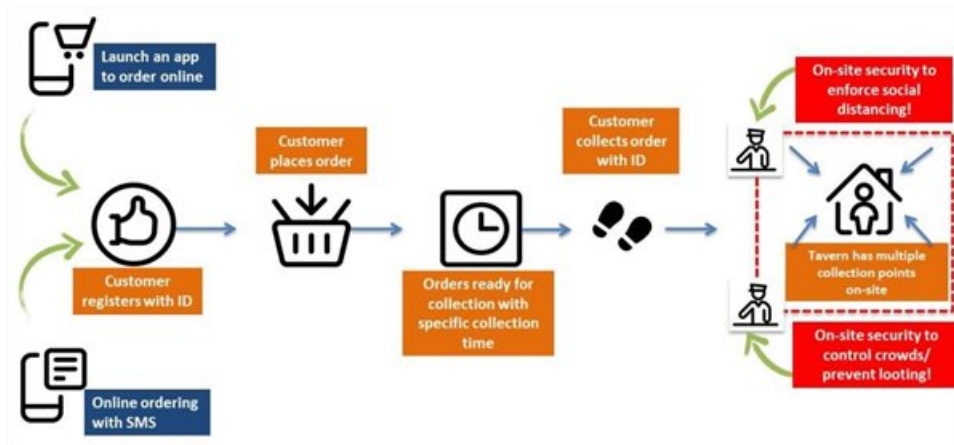 Launch an app
to order online
Customer
registers with ID
Online ordering
with SMS
Customer
places order
Orders ready for
collection with
specific collection
time
Customer
collects order
with ID
On-site security to
enforce social
distancing!
Tavern has multiple
collection points
on-site
On-site security to
control crowds/
prevent looting!